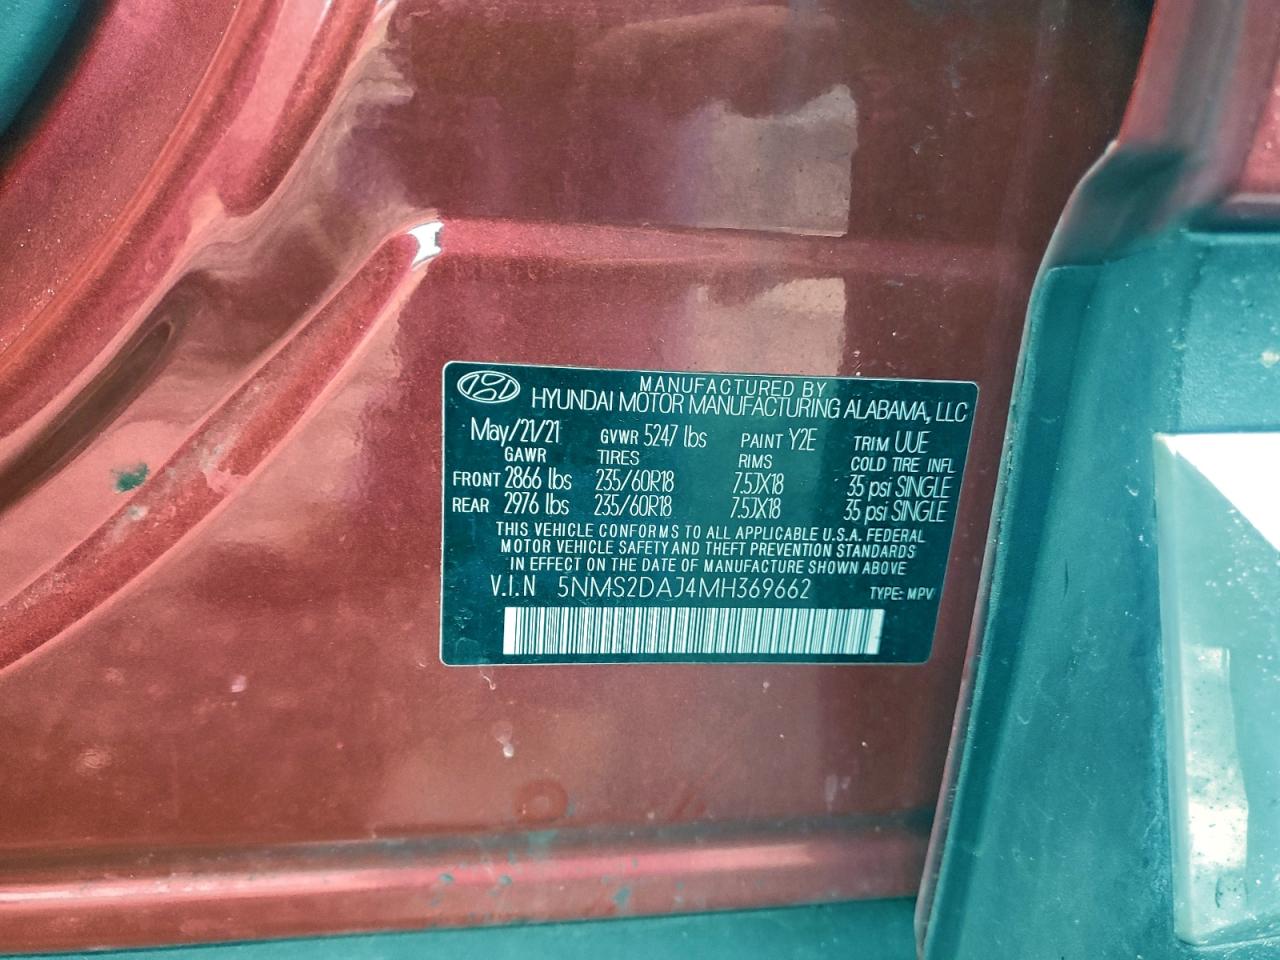 MANUFACTURED BY
HYUNDAI MOTOR MANUFACTURING ALABAMA, LLC
May/21/21 GVWR 5247 lbs PAINT Y2E TRIM UUE
GAWR TIRES RIMS COLD TIRE INFL
FRONT 2866 lbs 235/60R18 7.5JX18 35 psi SINGLE
REAR 2976 lbs 235/60R18 7.5JX18 35 psi SINGLE
THIS VEHICLE CONFORMS TO ALL APPLICABLE U.S.A. FEDERAL
MOTOR VEHICLE SAFETY AND THEFT PREVENTION STANDARDS
IN EFFECT ON THE DATE OF MANUFACTURE SHOWN ABOVE
V.I.N 5NMS2DAJ4MH369662 TYPE: MPV